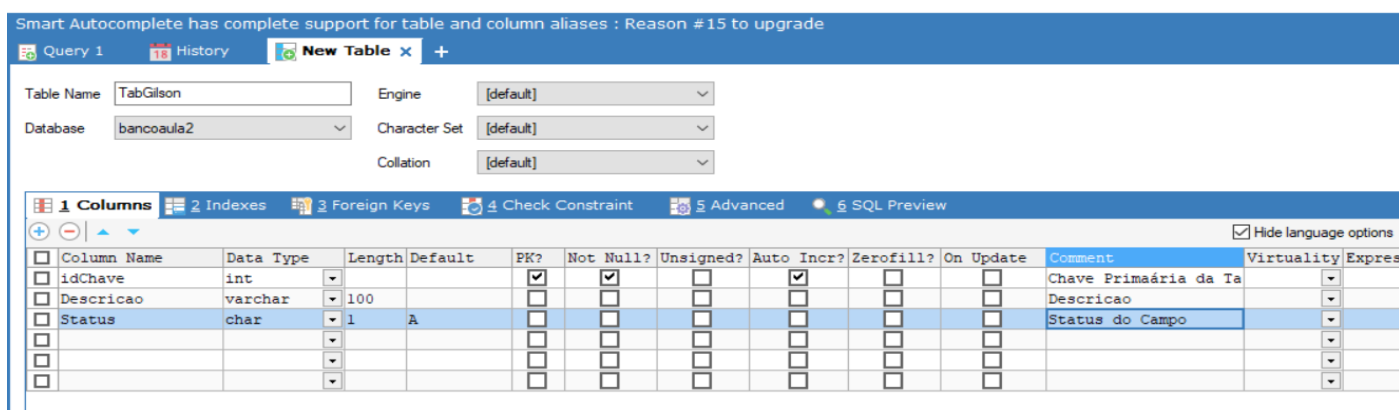 Smart Autocomplete has complete support for table and column aliases : Reason #15 to upgrade
Query 1 18 History New Table × +
Table Name TabGilson Engine [default]
Database bancoaula2 Character Set [default]
Collation [default]
1 Columns 2 Indexes 3 Foreign Keys 4 Check Constraint 5 Advanced 6 SQL Preview
Hide language options
Column Name Data Type Length Default PK? Not Null? Unsigned? Auto Incr? Zerofill? On Update Comment Virtuality Expres
idChave int Chave Primaária da Ta
Descricao varchar 100 Descricao
Status char 1 A Status do Campo